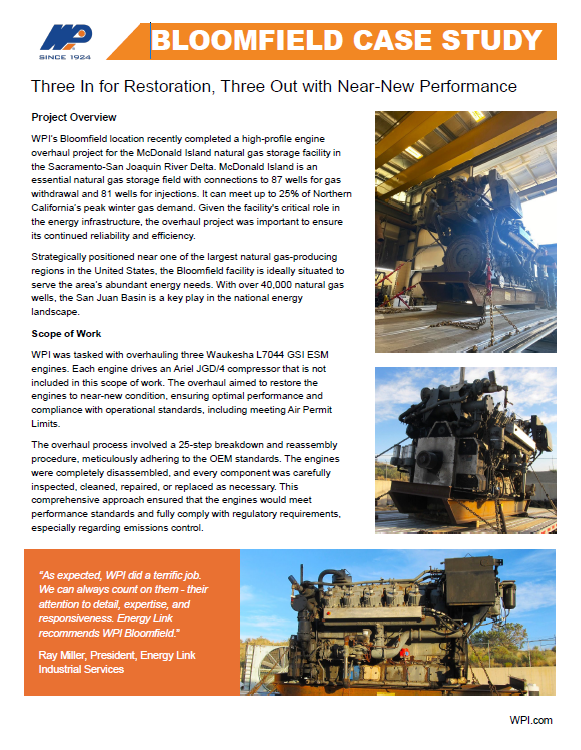 WP
SINCE 1924
BLOOMFIELD CASE STUDY
Three In for Restoration, Three Out with Near-New Performance
Project Overview
WPI's Bloomfield location recently completed a high-profile engine
overhaul project for the McDonald Island natural gas storage facility in
the Sacramento-San Joaquin River Delta. McDonald Island is an
essential natural gas storage field with connections to 87 wells for gas
withdrawal and 81 wells for injections. It can meet up to 25% of Northern
California's peak winter gas demand. Given the facility's critical role in
the energy infrastructure, the overhaul project was important to ensure
its continued reliability and efficiency.
Strategically positioned near one of the largest natural gas-producing
regions in the United States, the Bloomfield facility is ideally situated to
serve the area's abundant energy needs. With over 40,000 natural gas
wells, the San Juan Basin is a key play in the national energy
landscape.
Scope of Work
WPI was tasked with overhauling three Waukesha L7044 GSI ESM
engines. Each engine drives an Ariel JGD/4 compressor that is not
included in this scope of work. The overhaul aimed to restore the
engines to near-new condition, ensuring optimal performance and
compliance with operational standards, including meeting Air Permit
Limits.
The overhaul process involved a 25-step breakdown and reassembly
procedure, meticulously adhering to the OEM standards. The engines
were completely disassembled, and every component was carefully
inspected, cleaned, repaired, or replaced as necessary. This
comprehensive approach ensured that the engines would meet
performance standards and fully comply with regulatory requirements,
especially regarding emissions control.
"As expected, WPI did a terrific job.
We can always count on them - their
attention to detail, expertise, and
responsiveness. Energy Link
recommends WPI Bloomfield."
Ray Miller, President, Energy Link
Industrial Services
WPI.com